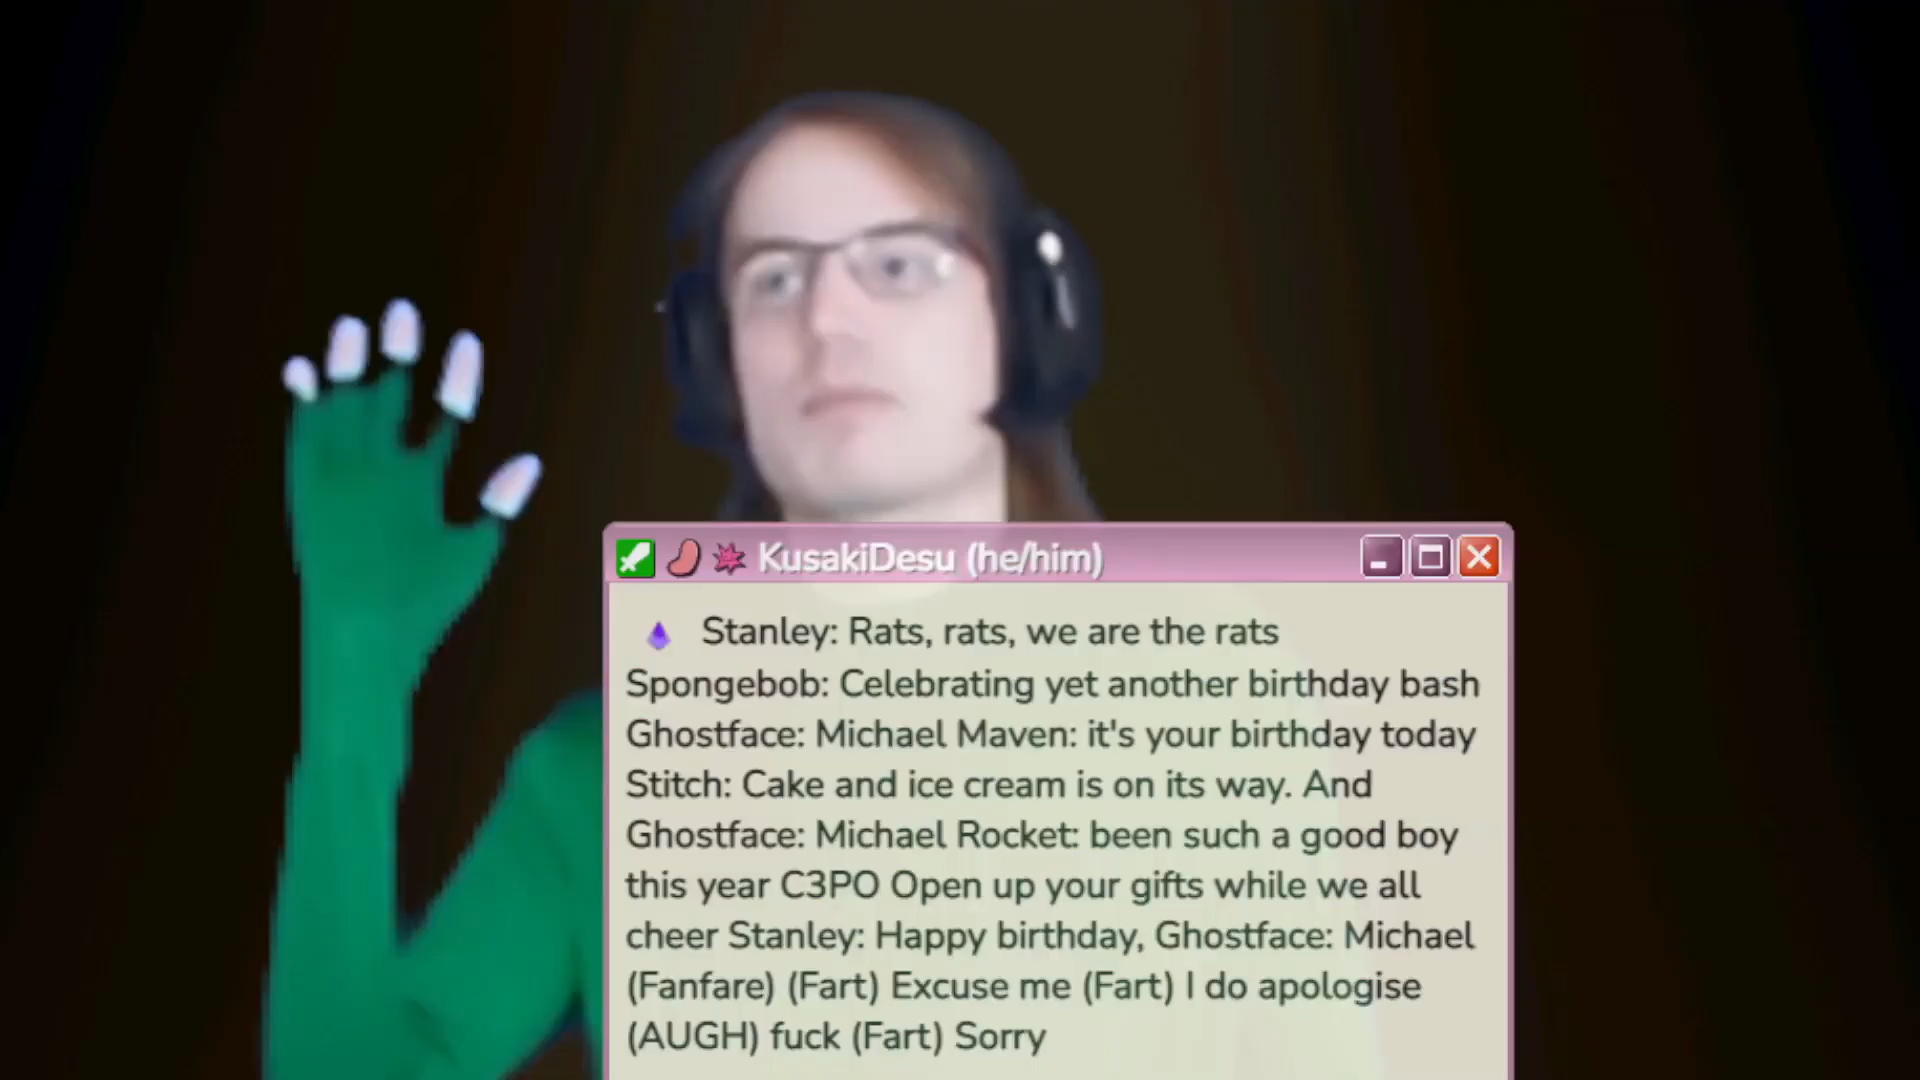 KusakiDesu (he/him)
Stanley: Rats, rats, we are the rats
Spongebob: Celebrating yet another birthday bash
Ghostface: Michael Maven: it's your birthday today
Stitch: Cake and ice cream is on its way. And
Ghostface: Michael Rocket: been such a good boy
this year C3PO Open up your gifts while we all
cheer Stanley: Happy birthday, Ghostface: Michael
(Fanfare) (Fart) Excuse me (Fart) I do apologise
(AUGH) fuck (Fart) Sorry